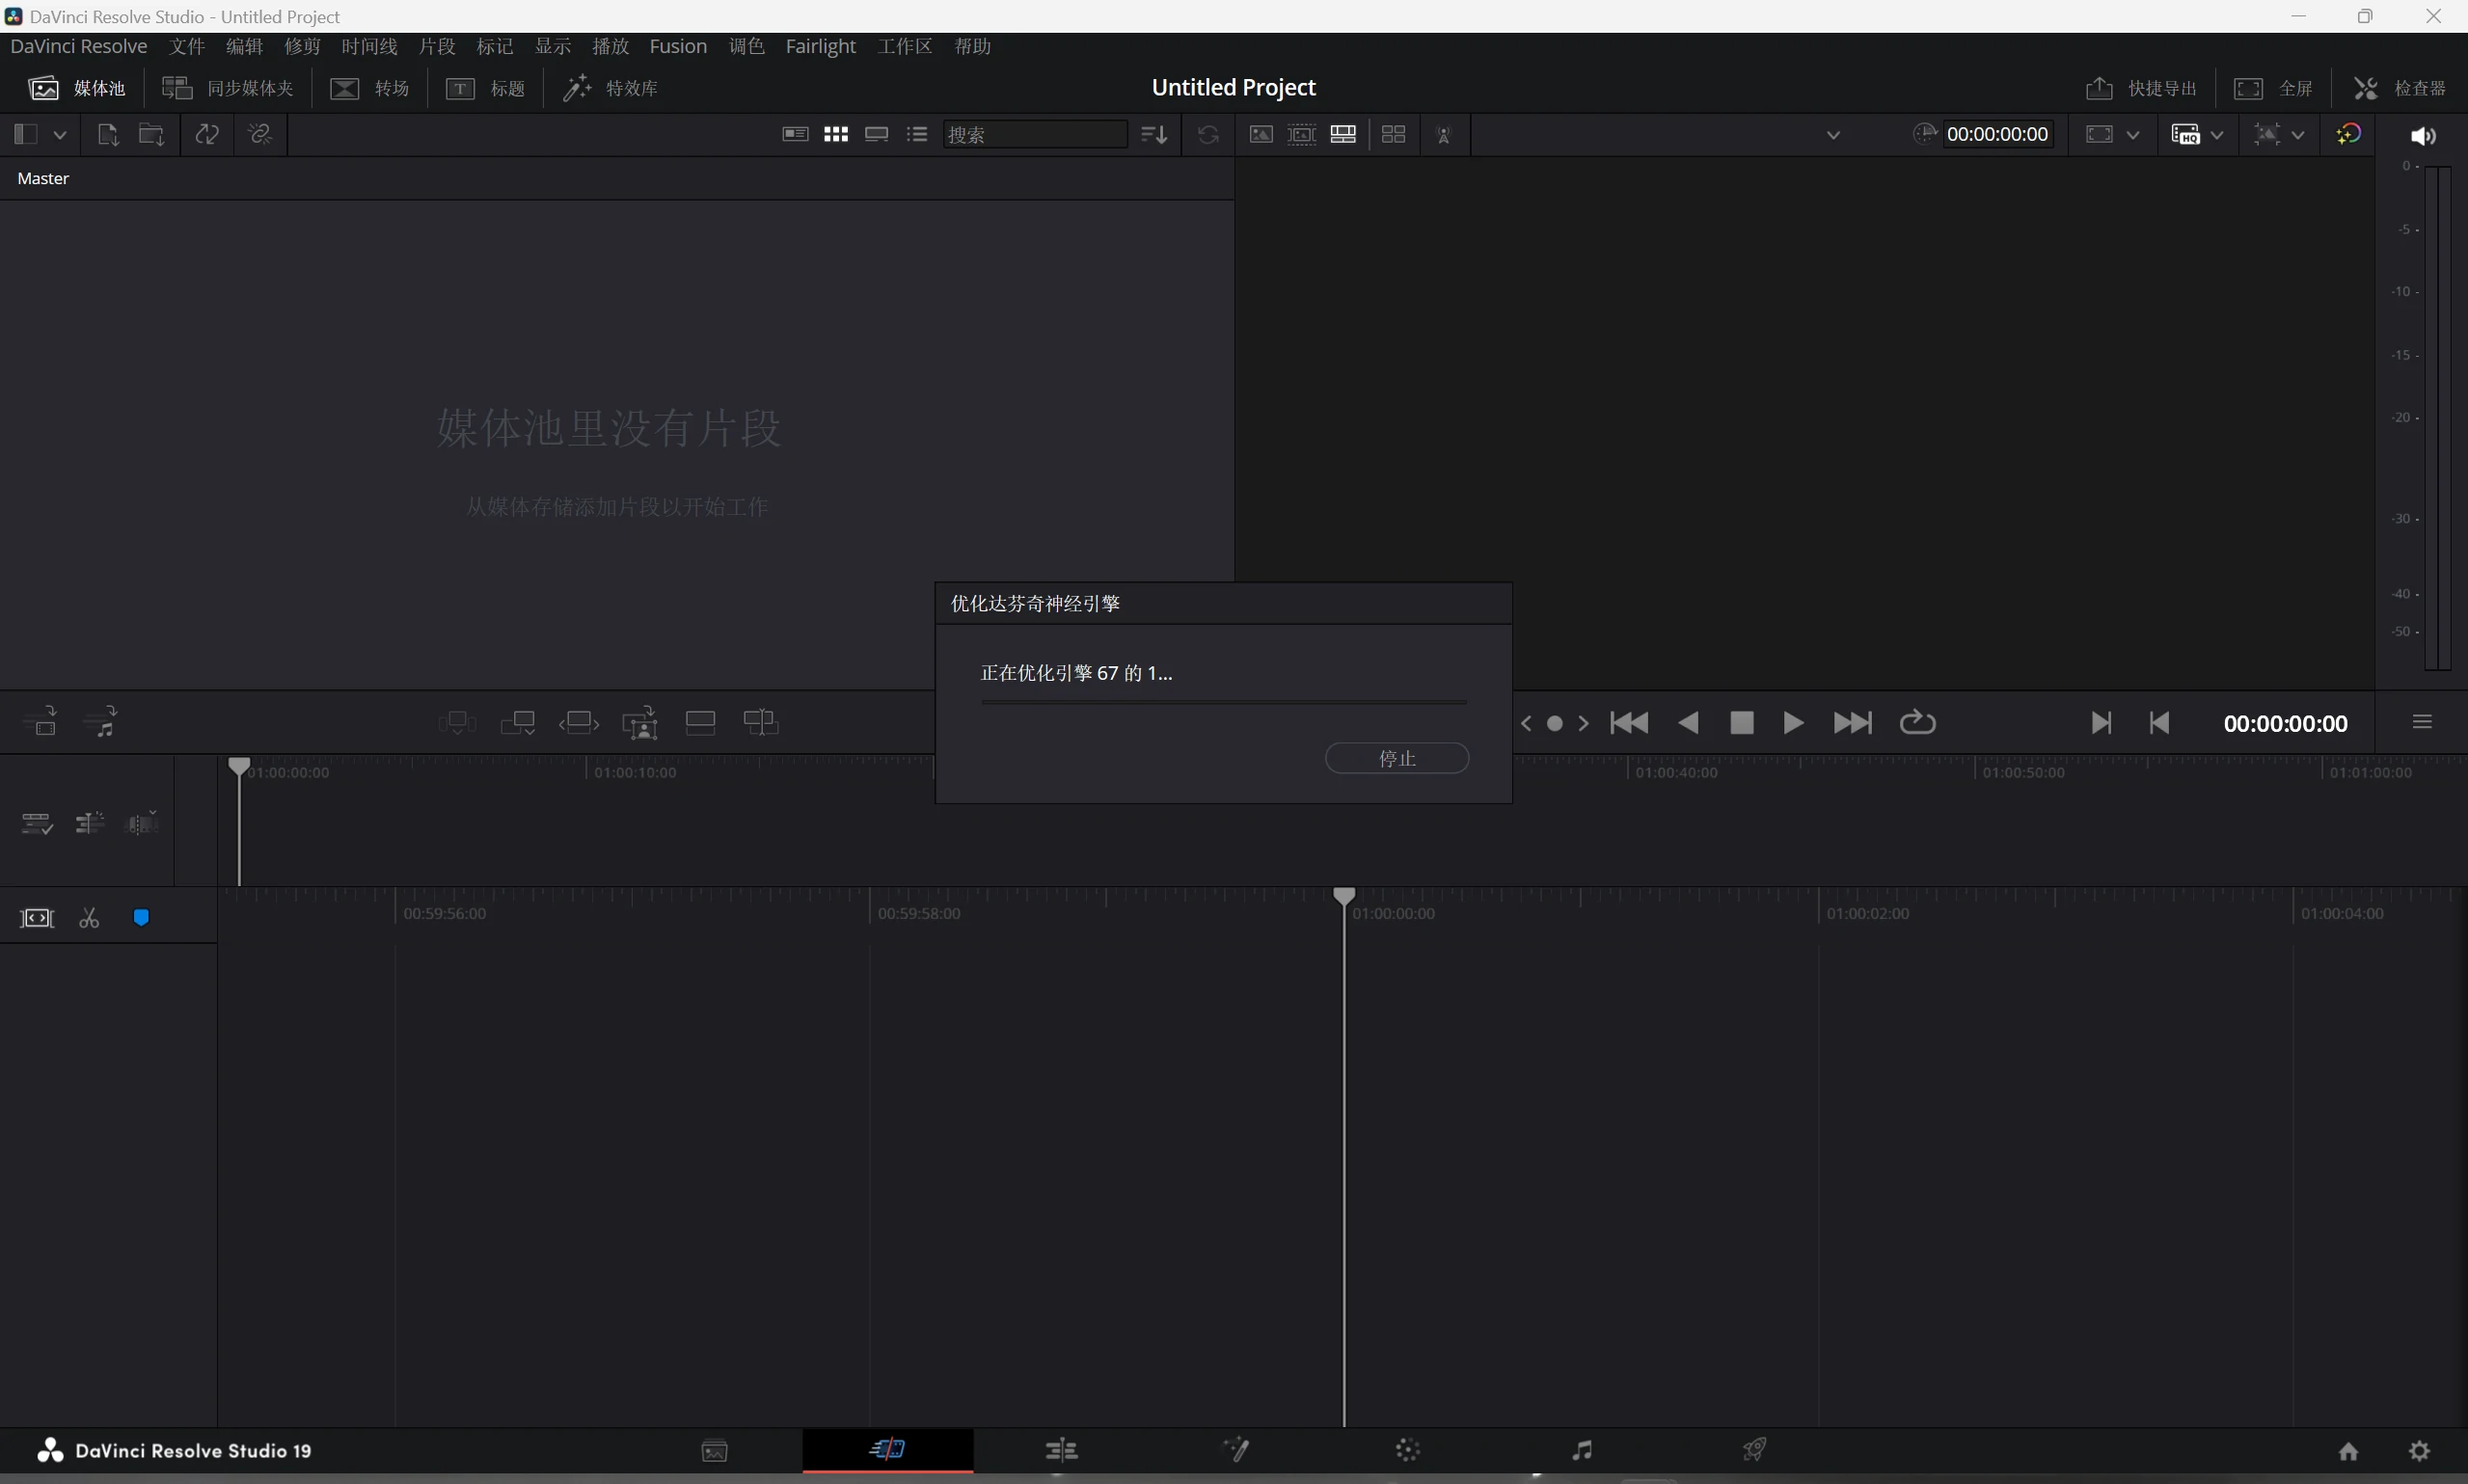 DaVinci Resolve Studio - Untitled Project
DaVinci Resolve 文件 编辑 修剪 时间线 片段 标记 显示 播放 Fusion 调色 Fairlight 工作区 帮助
媒体池 同步媒体夹 转场 T 标题 特效库 Untitled Project 快捷导出 全屏 检查器
搜索 00:00:00:00 HQ
Master
0
-5
-10
-15
-20
-30
-40
-50
媒体池里没有片段
从媒体存储添加片段以开始工作
优化达芬奇神经引擎
正在优化引擎 67 的 1...
停止
00:00:00:00
01:00:00:00 01:00:10:00 01:00:40:00 01:00:50:00 01:01:00:00
00:59:56:00 00:59:58:00 01:00:00:00 01:00:02:00 01:00:04:00
DaVinci Resolve Studio 19